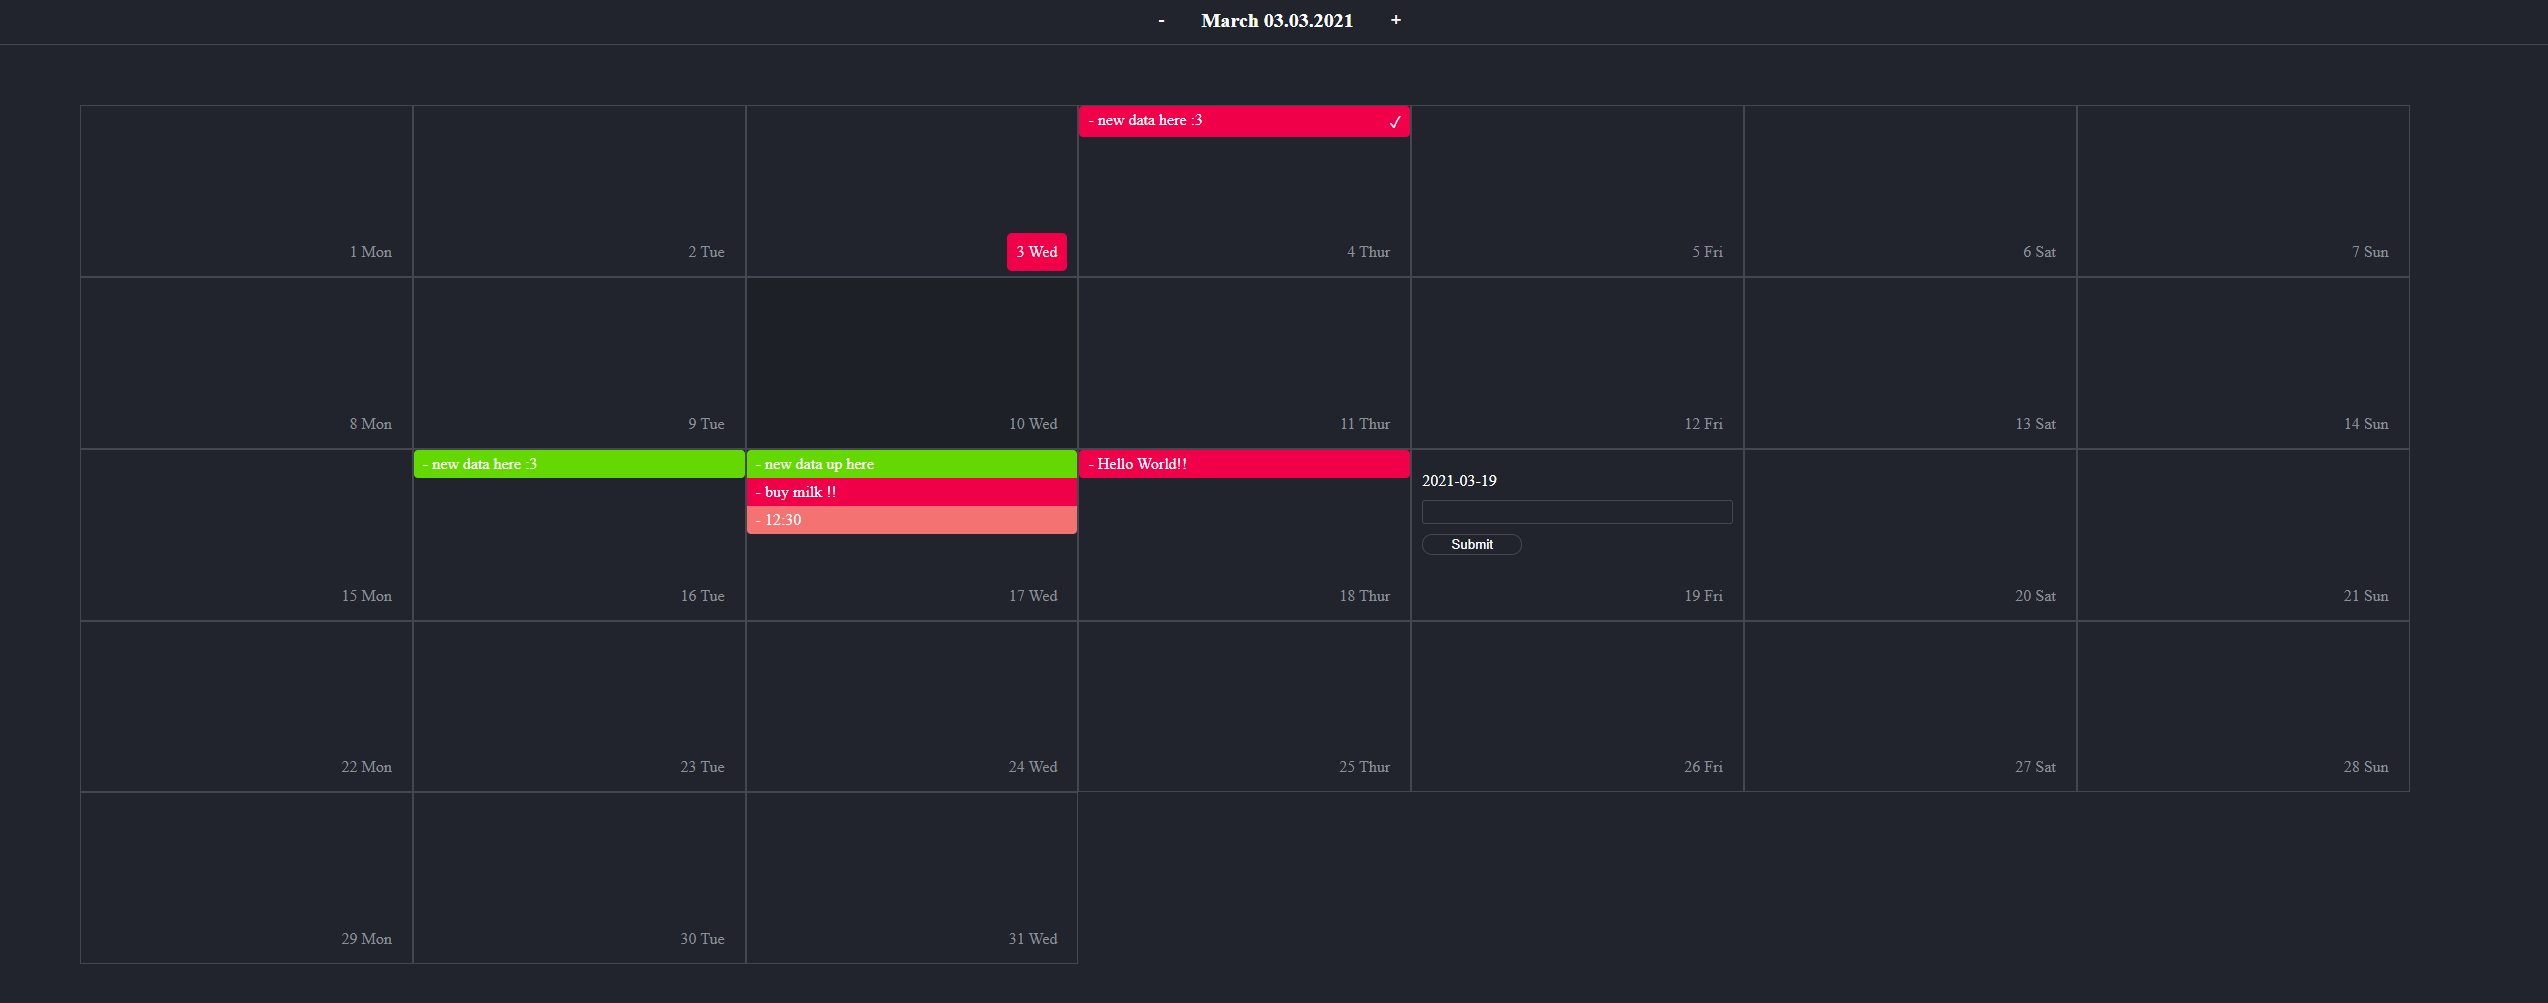 - March 03.03.2021 +
- new data here :3 ✓
1 Mon 2 Tue 3 Wed 4 Thur 5 Fri 6 Sat 7 Sun
8 Mon 9 Tue 10 Wed 11 Thur 12 Fri 13 Sat 14 Sun
- new data here :3 - new data up here - Hello World!!
2021-03-19
- buy milk !!
- 12:30
Submit
15 Mon 16 Tue 17 Wed 18 Thur 19 Fri 20 Sat 21 Sun
22 Mon 23 Tue 24 Wed 25 Thur 26 Fri 27 Sat 28 Sun
29 Mon 30 Tue 31 Wed